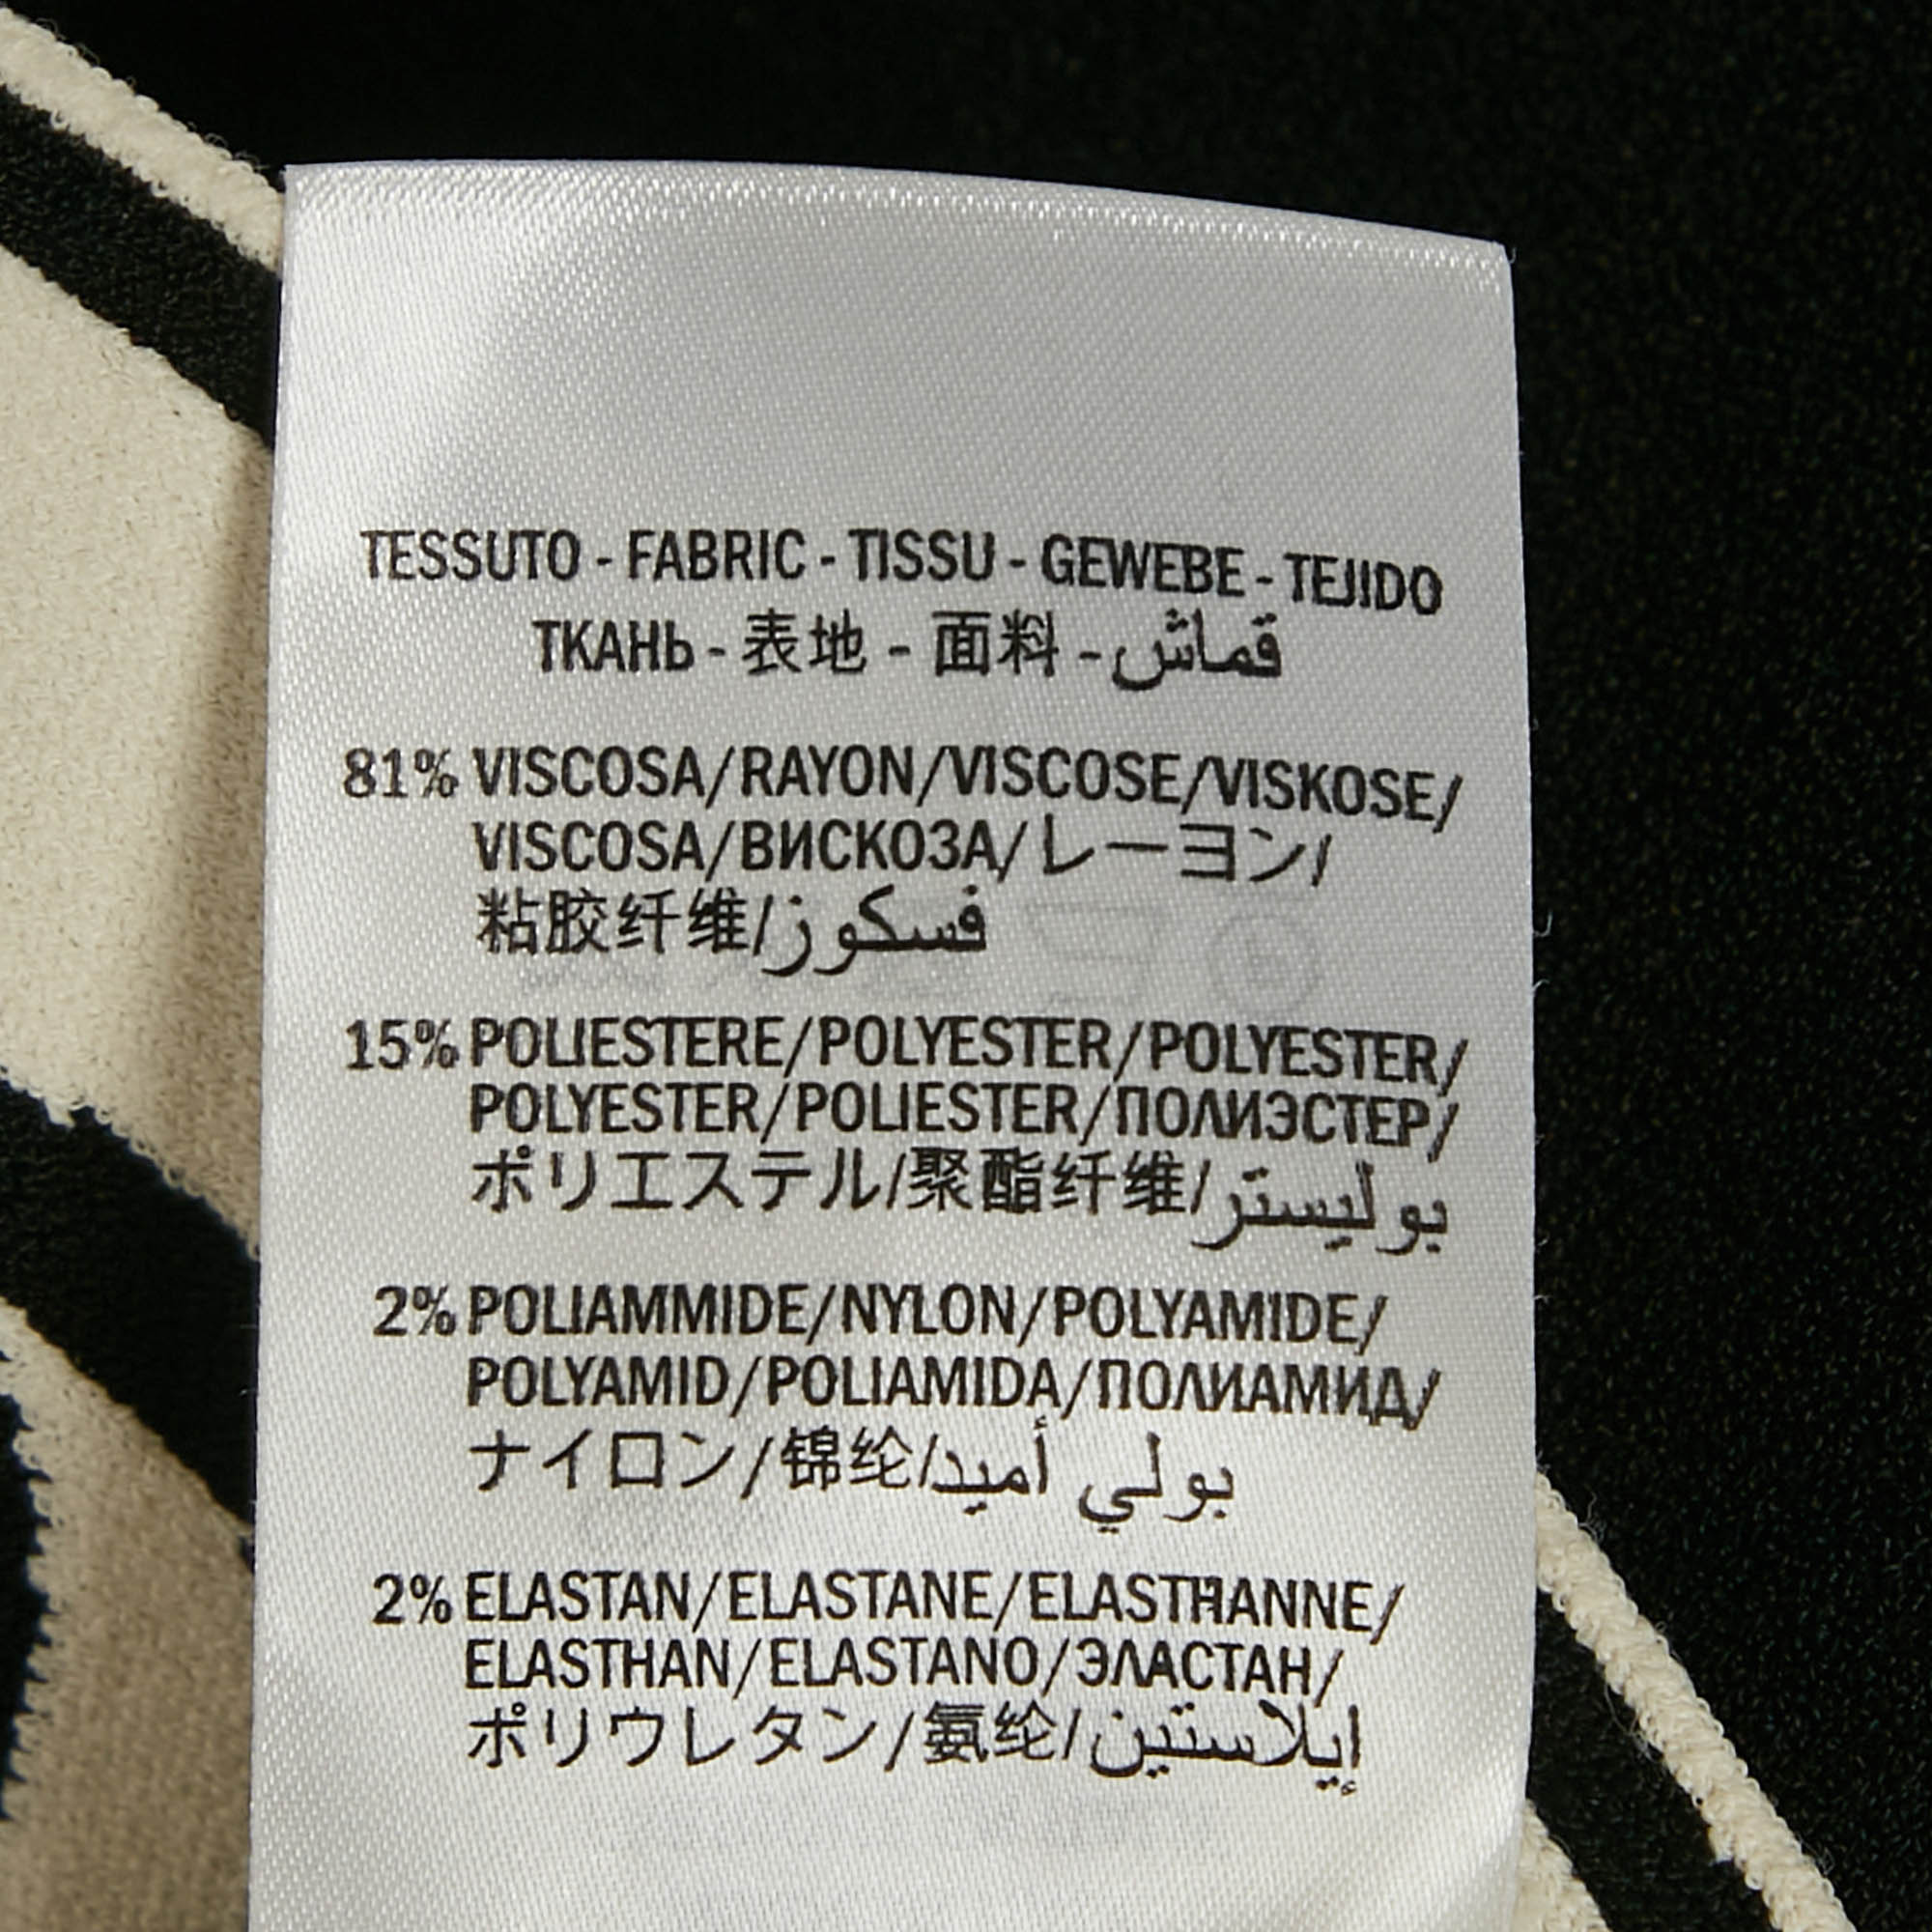 TESSUTO - FABRIC - TISSU - GEWEBE - TEJIDO
ТКАНЬ - 表地 - 面料 - قماش
81% VISCOSA/RAYON/VISCOSE/VISKOSE/
VISCOSA/ВИСКОЗА/レーヨン/
粘胶纤维/فسكوز
15% POLIESTERE/POLYESTER/POLYESTER/
POLYESTER/POLIESTER/ПОЛИЭСТЕР/
ポリエステル/聚酯纤维/بوليستر
2% POLIAMMIDE/NYLON/POLYAMIDE/
POLYAMID/POLIAMIDA/ПОЛИАМИД/
ナイロン/锦纶/بولي أميد
2% ELASTAN/ELASTANE/ELASTHANNE/
ELASTHAN/ELASTANO/ЭЛАСТАН/
ポリウレタン/氨纶/إيلاستين